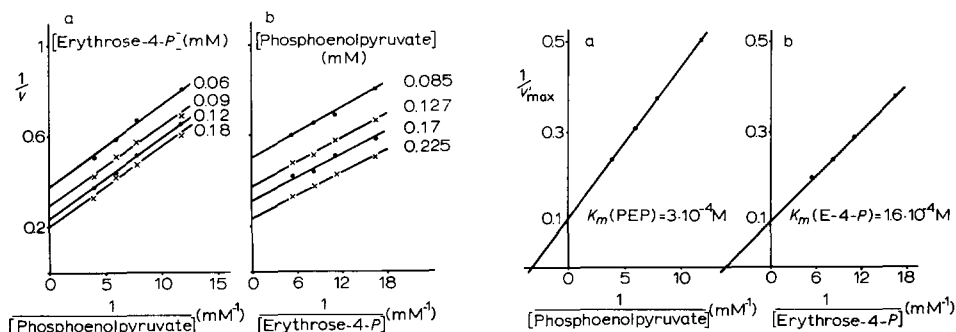 a
[Erythrose-4-P] (mM)
1
1/v
0.6
0.2
0.06
0.09
0.12
0.18
0 4 8 12
1/[Phosphoenolpyruvate] (mM⁻¹)
b
[Phosphoenolpyruvate]
(mM)
0.085
0.127
0.17
0.225
0 6 12 18
1/[Erythrose-4-P] (mM⁻¹)
a
0.5
1/v'max
0.3
0.1
Km (PEP)=3·10⁻⁴M
0 5 10
1/[Phosphoenolpyruvate] (mM⁻¹)
b
0.5
0.3
0.1
Km (E-4-P)=1.6·10⁻⁴M
0 6 12 18
1/[Erythrose-4-P] (mM⁻¹)